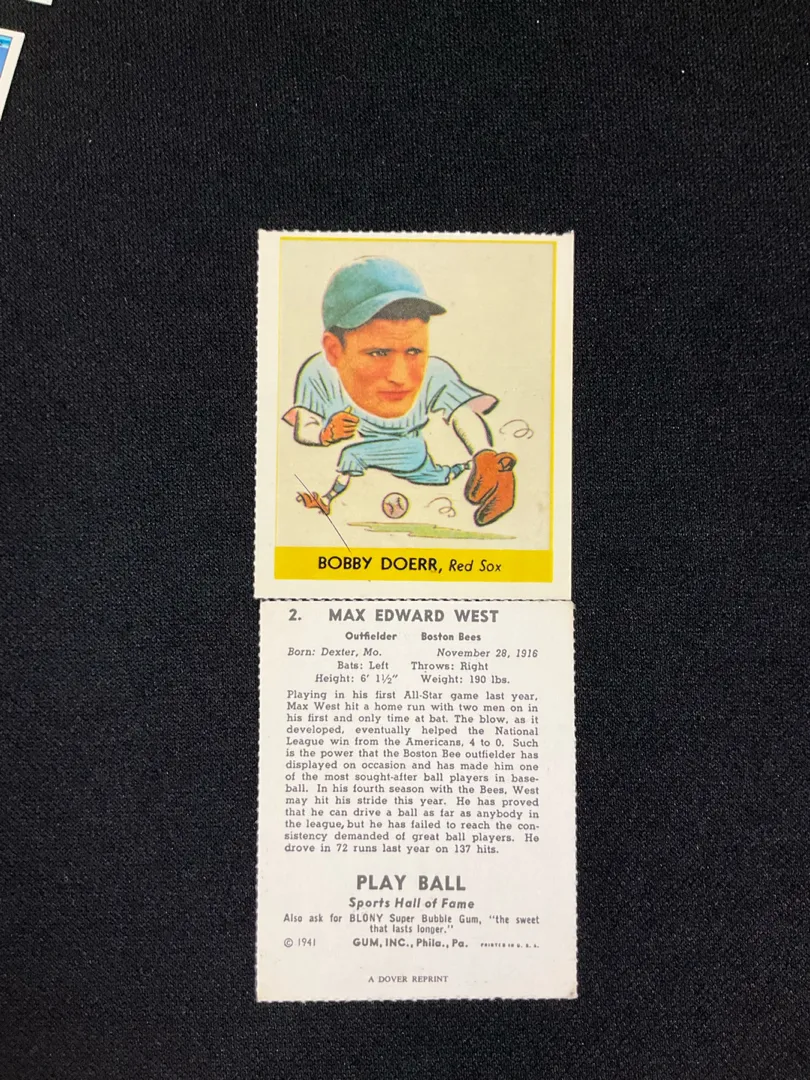 BOBBY DOERR, Red Sox
2. MAX EDWARD WEST
Outfielder Boston Bees
Born: Dexter, Mo. November 28, 1916
Bats: Left Throws: Right
Height: 6' 1½" Weight: 190 lbs.
Playing in his first All-Star game last year,
Max West hit a home run with two men on in
his first and only time at bat. The blow, as it
developed, eventually helped the National
League win from the Americans, 4 to 0. Such
is the power that the Boston Bee outfielder has
displayed on occasion and has made him one
of the most sought-after ball players in base-
ball. In his fourth season with the Bees, West
may hit his stride this year. He has proved
that he can drive a ball as far as anybody in
the league, but he has failed to reach the con-
sistency demanded of great ball players. He
drove in 72 runs last year on 137 hits.
PLAY BALL
Sports Hall of Fame
Also ask for BLONY Super Bubble Gum, "the sweet
that lasts longer."
© 1941 GUM, INC., Phila., Pa. PRINTED IN U. S. A.
A DOVER REPRINT